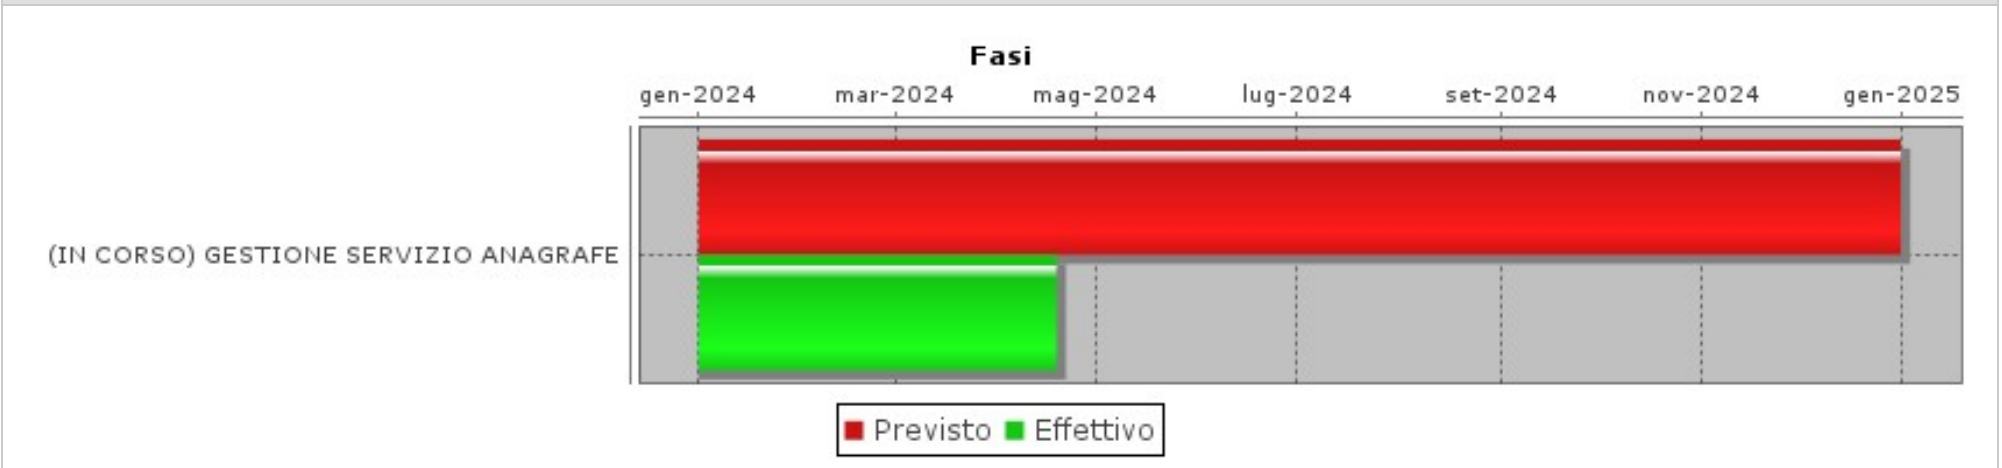 Fasi
gen-2024 mar-2024 mag-2024 lug-2024 set-2024 nov-2024 gen-2025
(IN CORSO) GESTIONE SERVIZIO ANAGRAFE
Previsto Effettivo